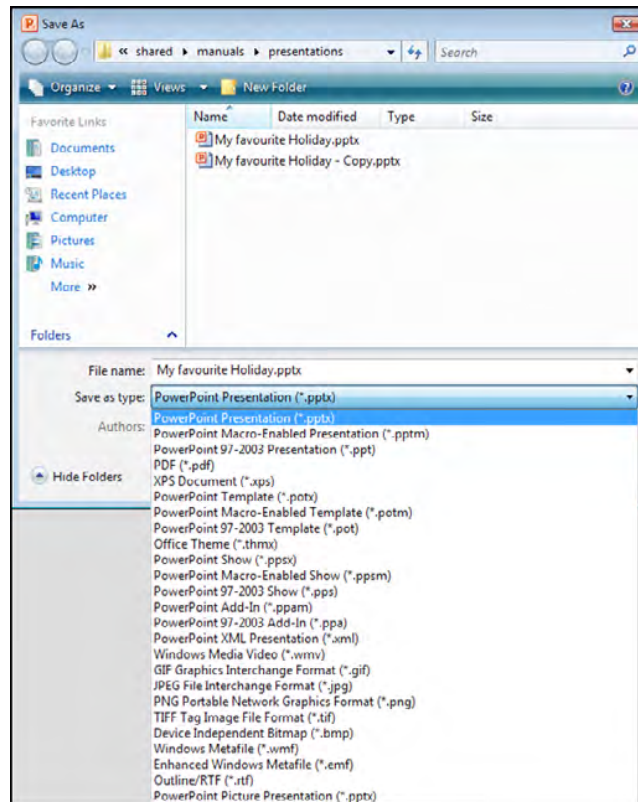 Save As
« shared ▸ manuals ▸ presentations Search
Organize Views New Folder
Favorite Links
Documents
Desktop
Recent Places
Computer
Pictures
Music
More »
Folders
Name Date modified Type Size
My favourite Holiday.pptx
My favourite Holiday - Copy.pptx
File name: My favourite Holiday.pptx
Save as type: PowerPoint Presentation (*.pptx)
Authors:
Hide Folders
PowerPoint Presentation (*.pptx)
PowerPoint Macro-Enabled Presentation (*.pptm)
PowerPoint 97-2003 Presentation (*.ppt)
PDF (*.pdf)
XPS Document (*.xps)
PowerPoint Template (*.potx)
PowerPoint Macro-Enabled Template (*.potm)
PowerPoint 97-2003 Template (*.pot)
Office Theme (*.thmx)
PowerPoint Show (*.ppsx)
PowerPoint Macro-Enabled Show (*.ppsm)
PowerPoint 97-2003 Show (*.pps)
PowerPoint Add-In (*.ppam)
PowerPoint 97-2003 Add-In (*.ppa)
PowerPoint XML Presentation (*.xml)
Windows Media Video (*.wmv)
GIF Graphics Interchange Format (*.gif)
JPEG File Interchange Format (*.jpg)
PNG Portable Network Graphics Format (*.png)
TIFF Tag Image File Format (*.tif)
Device Independent Bitmap (*.bmp)
Windows Metafile (*.wmf)
Enhanced Windows Metafile (*.emf)
Outline/RTF (*.rtf)
PowerPoint Picture Presentation (*.pptx)